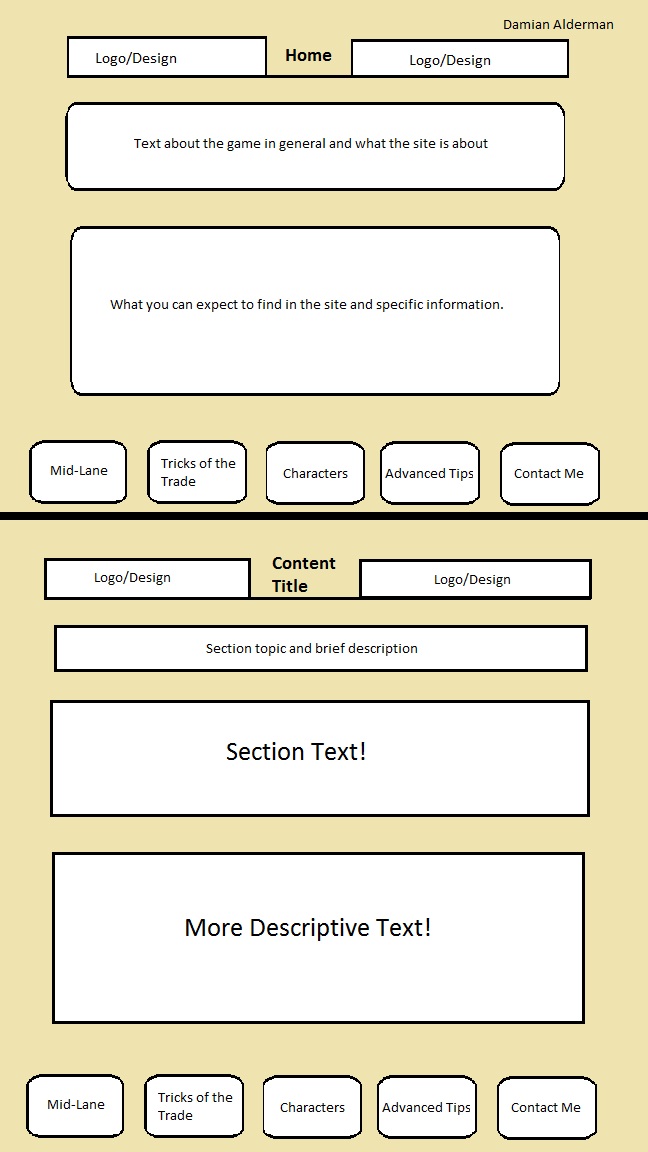 Damian Alderman
Logo/Design
Home
Logo/Design
Text about the game in general and what the site is about
What you can expect to find in the site and specific information.
Mid-Lane
Tricks of the
Trade
Characters
Advanced Tips
Contact Me
Logo/Design
Content
Title
Logo/Design
Section topic and brief description
Section Text!
More Descriptive Text!
Mid-Lane
Tricks of the
Trade
Characters
Advanced Tips
Contact Me